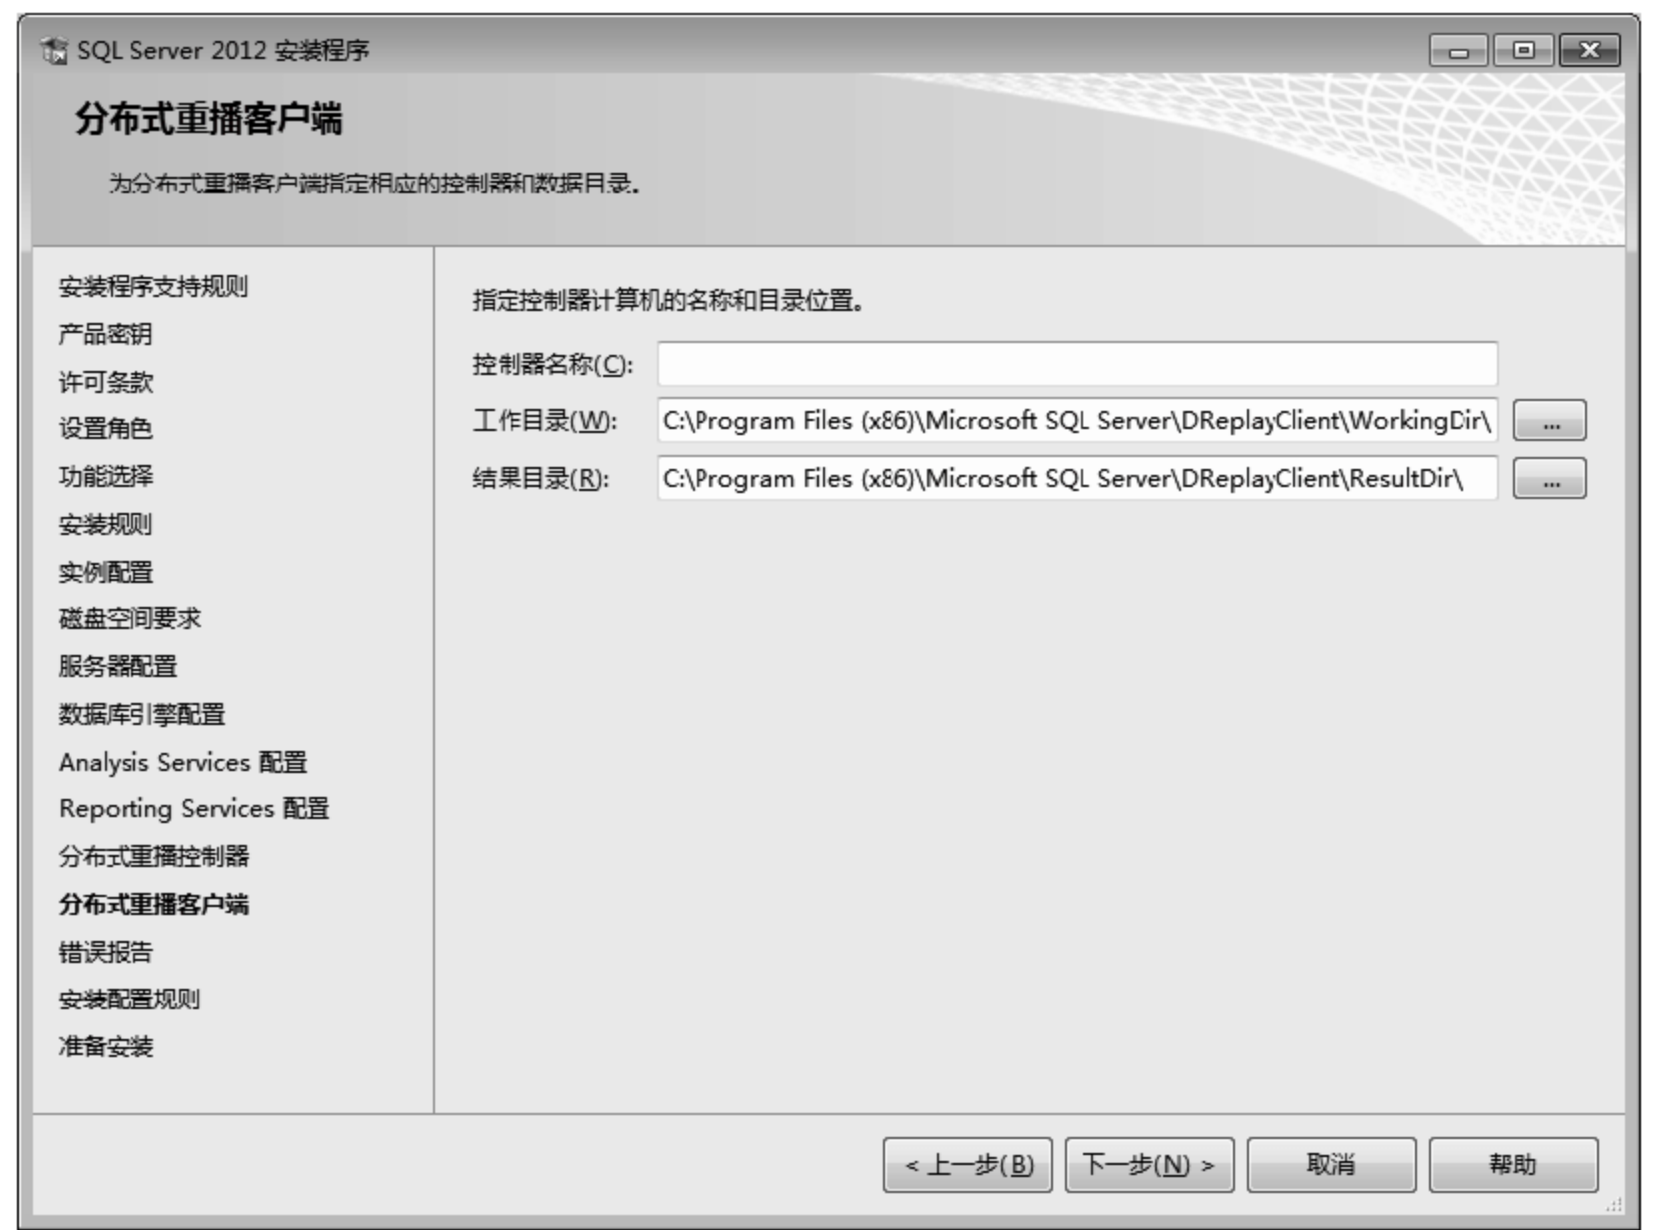 SQL Server 2012 安装程序
分布式重播客户端
为分布式重播客户端指定相应的控制器和数据目录。
安装程序支持规则
产品密钥
许可条款
设置角色
功能选择
安装规则
实例配置
磁盘空间要求
服务器配置
数据库引擎配置
Analysis Services 配置
Reporting Services 配置
分布式重播控制器
分布式重播客户端
错误报告
安装配置规则
准备安装
指定控制器计算机的名称和目录位置。
控制器名称(C):
工作目录(W): C:\Program Files (x86)\Microsoft SQL Server\DReplayClient\WorkingDir\ ...
结果目录(R): C:\Program Files (x86)\Microsoft SQL Server\DReplayClient\ResultDir\ ...
< 上一步(B) 下一步(N) > 取消 帮助